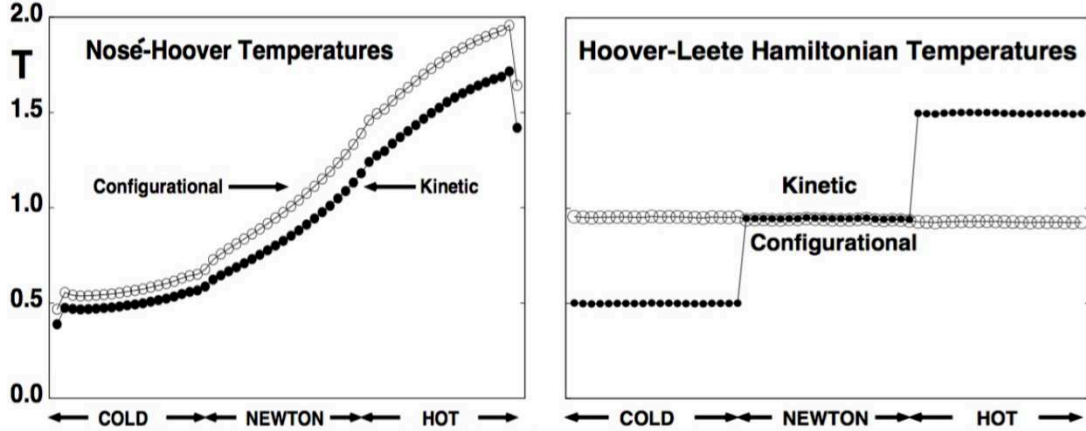 2.0
T
1.5
1.0
0.5
0.0
Nosé-Hoover Temperatures
Configurational
Kinetic
COLD
NEWTON
HOT
Hoover-Leete Hamiltonian Temperatures
Kinetic
Configurational
COLD
NEWTON
HOT